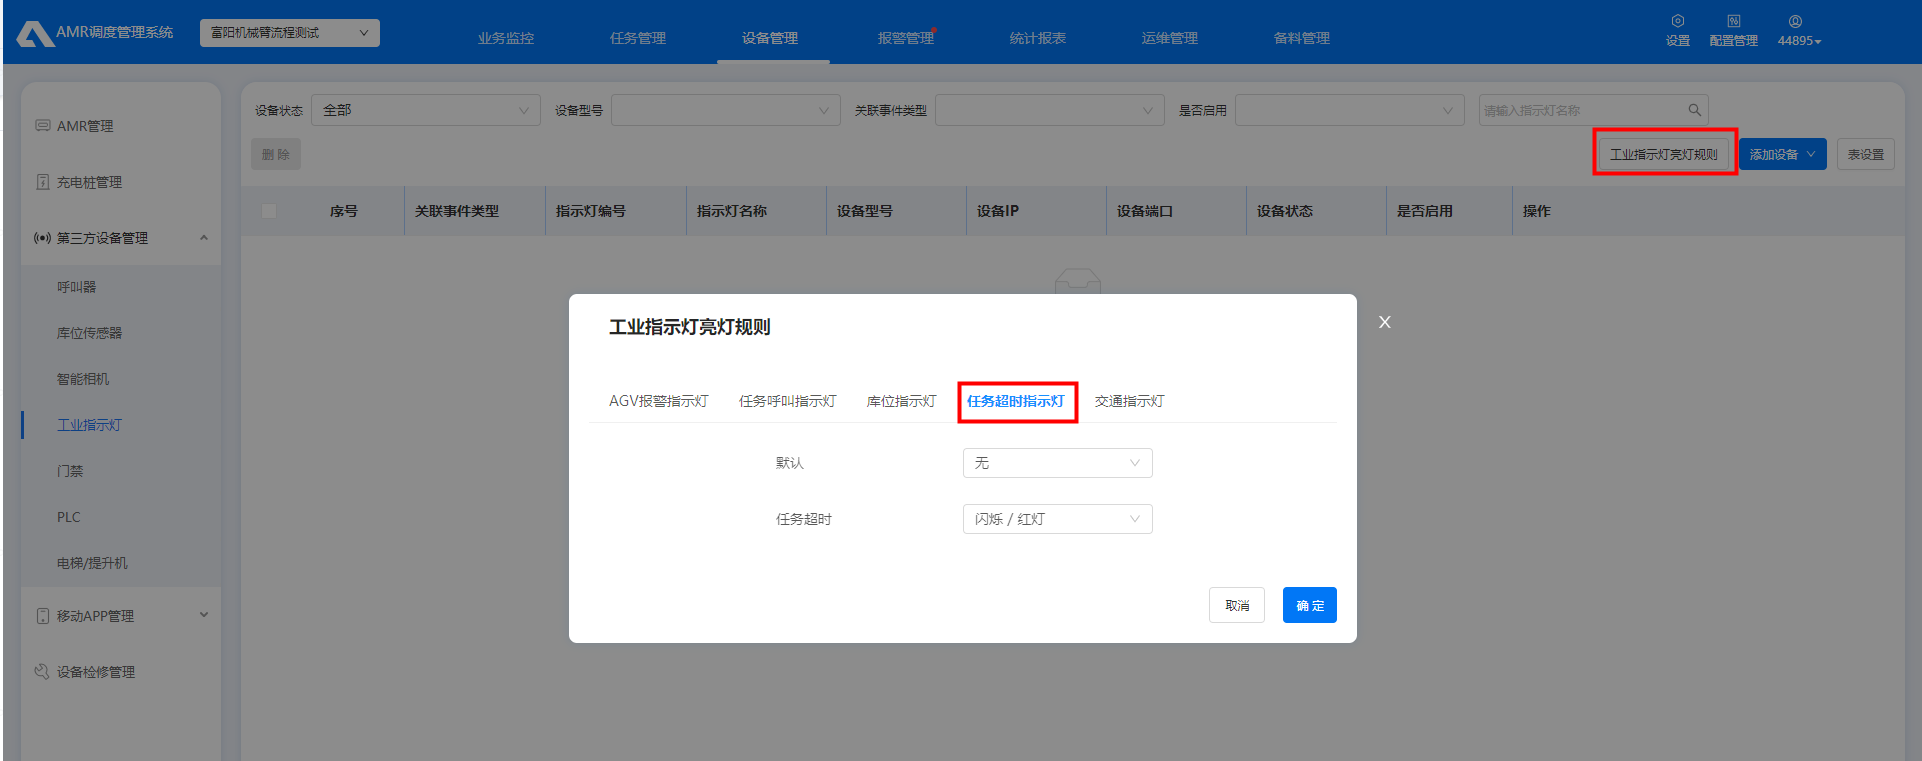 AMR调度管理系统
富阳机械臂流程测试
业务监控
任务管理
设备管理
报警管理
统计报表
运维管理
备料管理
设置
配置管理
44895
AMR管理
充电桩管理
第三方设备管理
呼叫器
库位传感器
智能相机
工业指示灯
门禁
PLC
电梯/提升机
移动APP管理
设备检修管理
设备状态
全部
设备型号
关联事件类型
是否启用
请输入指示灯名称
删 除
工业指示灯亮灯规则
添加设备
表设置
序号
关联事件类型
指示灯编号
指示灯名称
设备型号
设备IP
设备端口
设备状态
是否启用
操作
工业指示灯亮灯规则
X
AGV报警指示灯
任务呼叫指示灯
库位指示灯
任务超时指示灯
交通指示灯
默认
无
任务超时
闪烁 / 红灯
取消
确 定